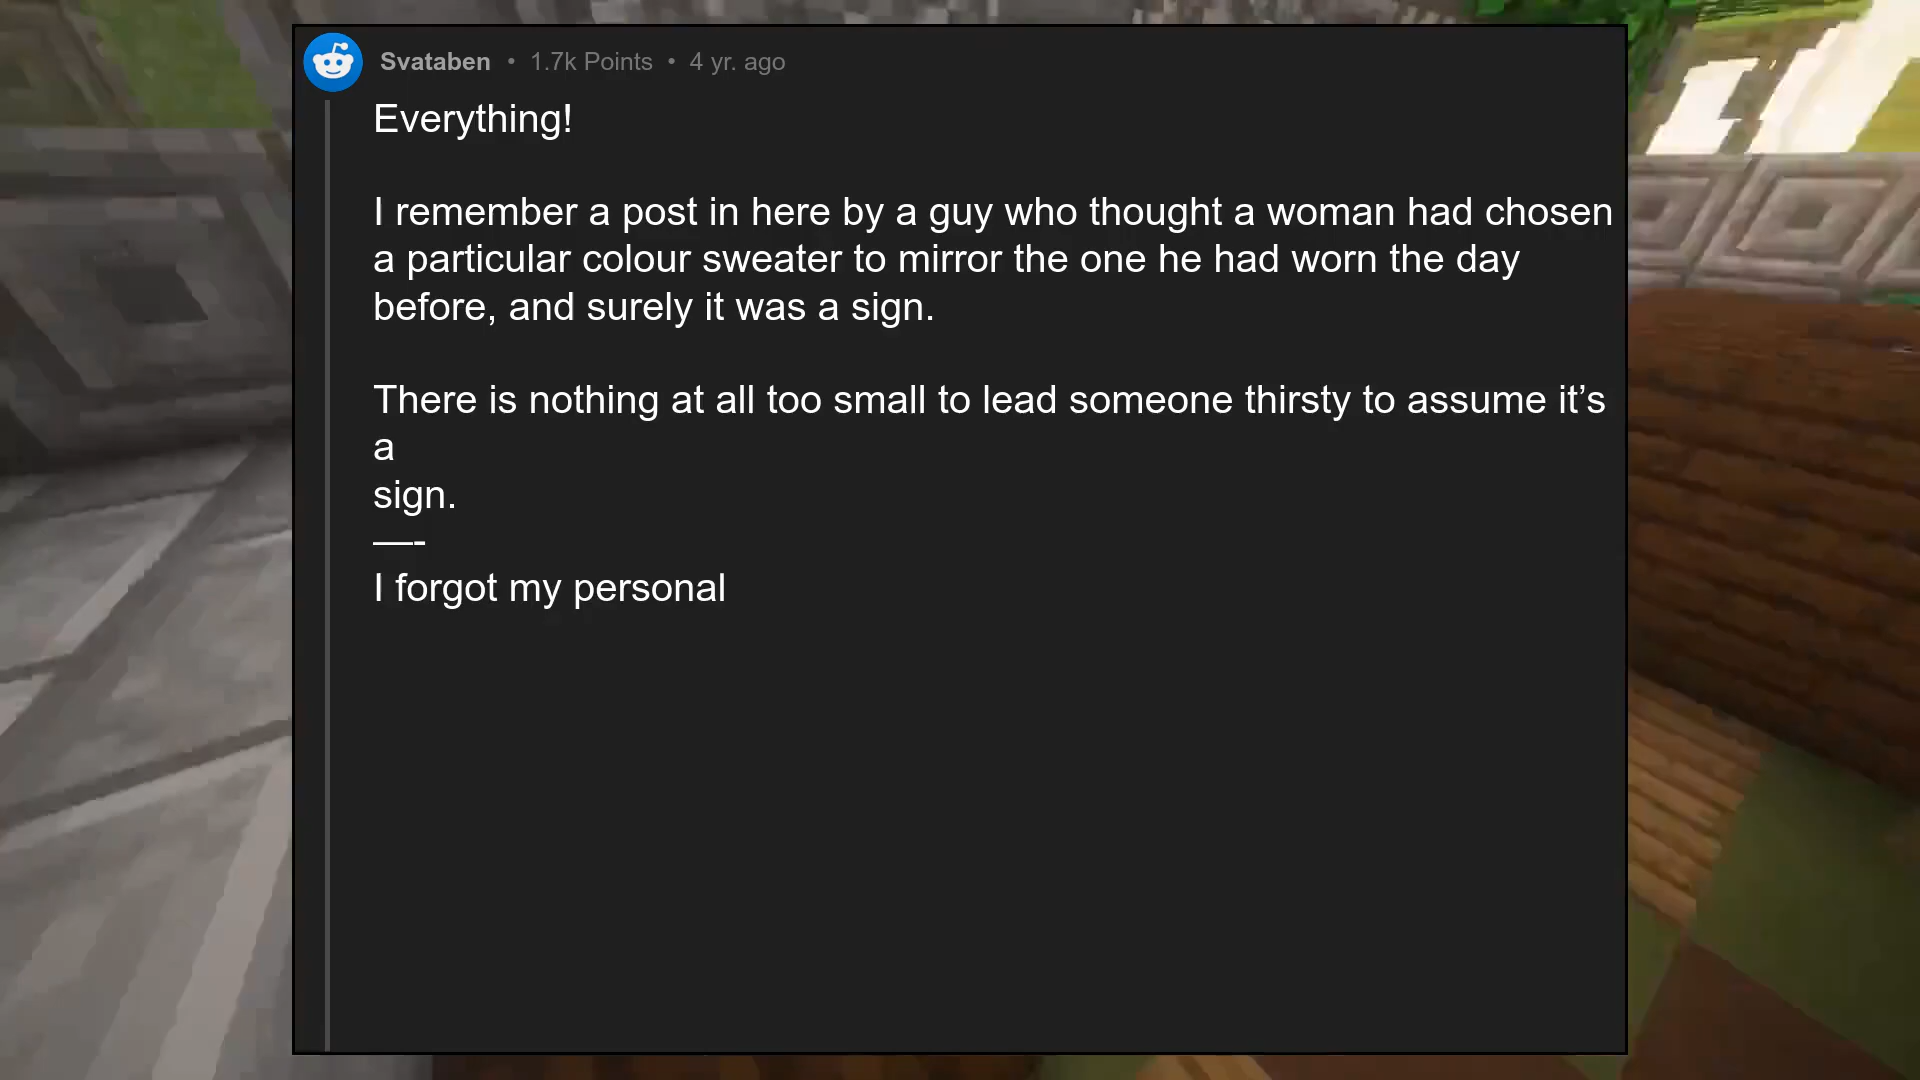 Svataben • 1.7k Points • 4 yr. ago
Everything!
I remember a post in here by a guy who thought a woman had chosen
a particular colour sweater to mirror the one he had worn the day
before, and surely it was a sign.
There is nothing at all too small to lead someone thirsty to assume it’s
a
sign.
—-
I forgot my personal